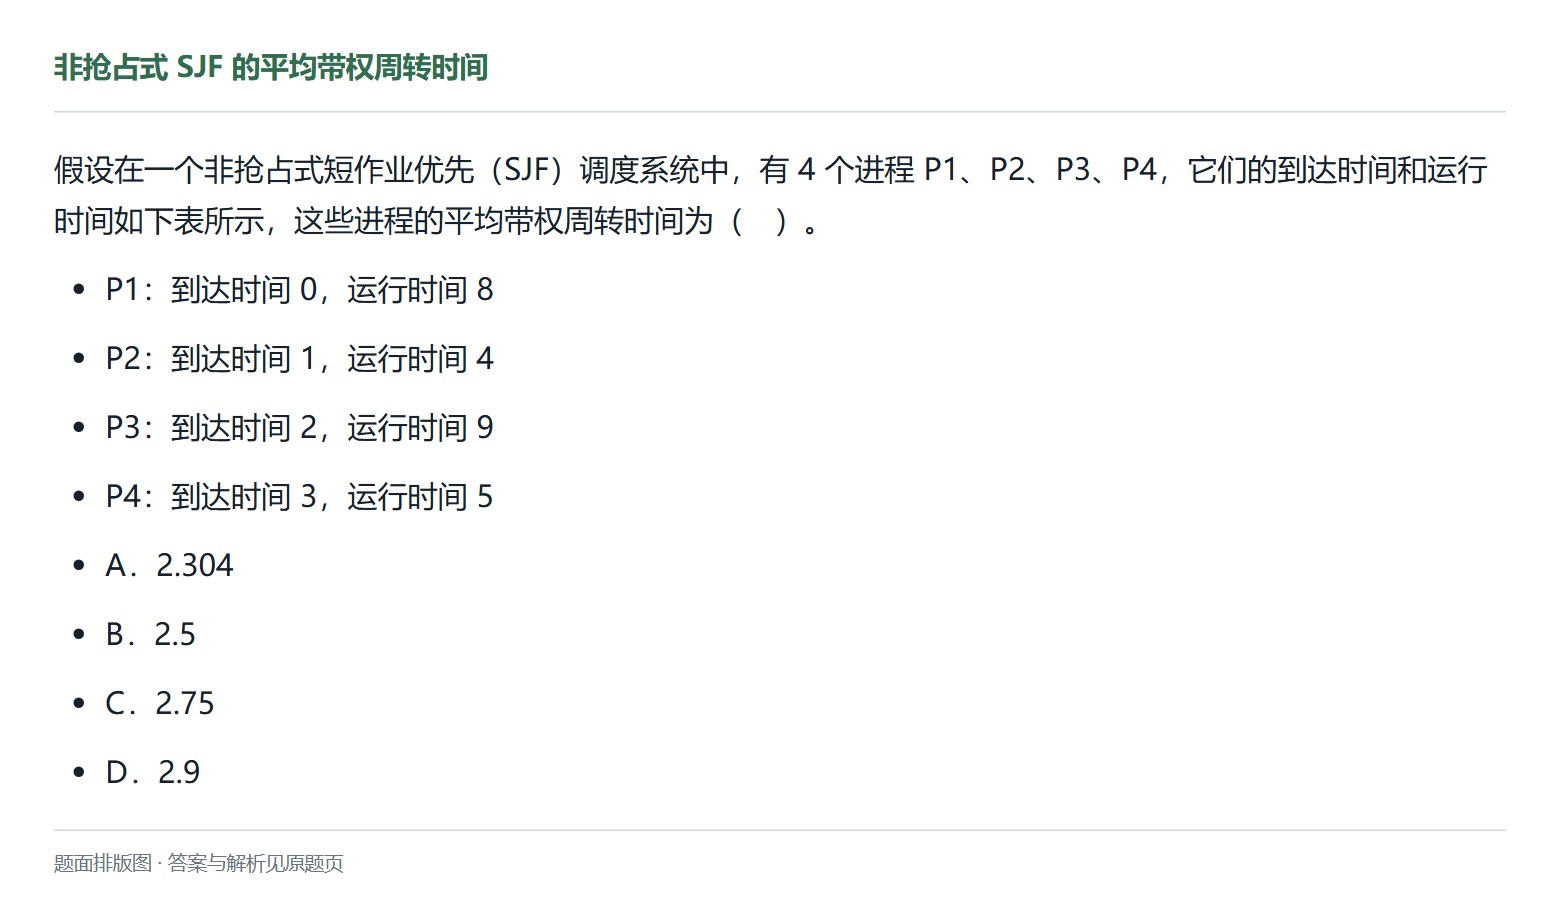 非抢占式 SJF 的平均带权周转时间
假设在一个非抢占式短作业优先（SJF）调度系统中，有 4 个进程 P1、P2、P3、P4，它们的到达时间和运行
时间如下表所示，这些进程的平均带权周转时间为（　）。
• P1：到达时间 0，运行时间 8
• P2：到达时间 1，运行时间 4
• P3：到达时间 2，运行时间 9
• P4：到达时间 3，运行时间 5
• A．2.304
• B．2.5
• C．2.75
• D．2.9
题面排版图 · 答案与解析见原题页